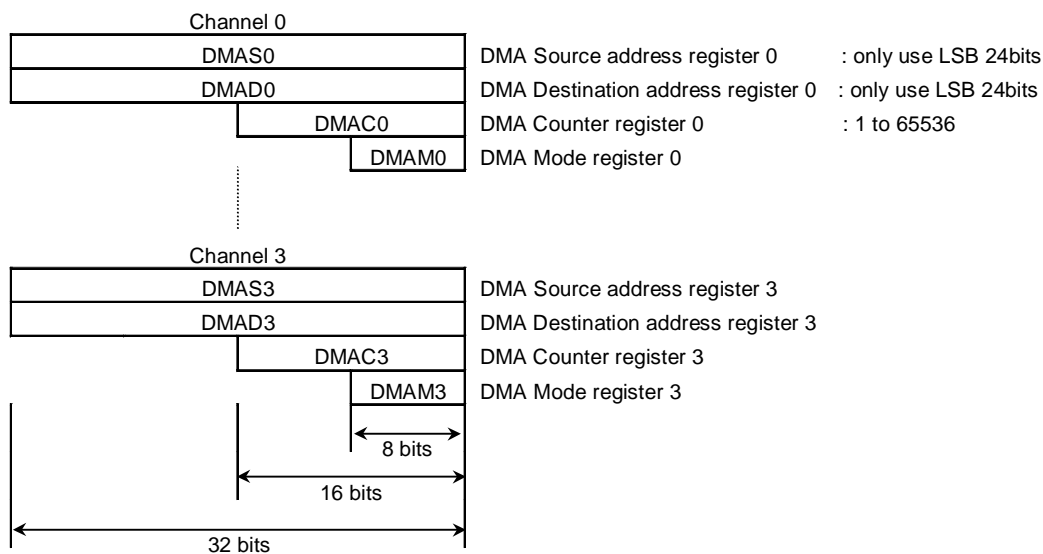 Channel 0
DMAS0 DMA Source address register 0 : only use LSB 24bits
DMAD0 DMA Destination address register 0 : only use LSB 24bits
DMAC0 DMA Counter register 0 : 1 to 65536
DMAM0 DMA Mode register 0
Channel 3
DMAS3 DMA Source address register 3
DMAD3 DMA Destination address register 3
DMAC3 DMA Counter register 3
DMAM3 DMA Mode register 3
8 bits
16 bits
32 bits